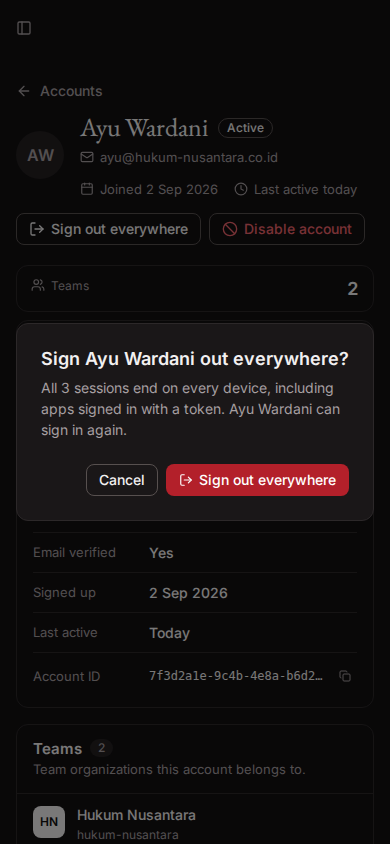 Accounts
AW
Ayu Wardani
Active
ayu@hukum-nusantara.co.id
Joined 2 Sep 2026
Last active today
Sign out everywhere
Disable account
Teams
2
Sign Ayu Wardani out everywhere?
All 3 sessions end on every device, including
apps signed in with a token. Ayu Wardani can
sign in again.
Cancel
Sign out everywhere
Email verified
Yes
Signed up
2 Sep 2026
Last active
Today
Account ID
7f3d2a1e-9c4b-4e8a-b6d2…
Teams
2
Team organizations this account belongs to.
HN
Hukum Nusantara
hukum-nusantara